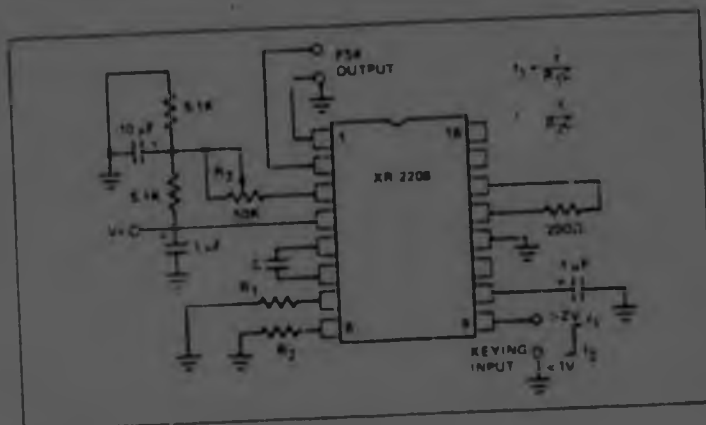 FSK
OUTPUT
5.1K
10 µF
+
1
16
XR 2206
R3
50K
5.1K
V+
1 µF
200Ω
C
R1
1 µF
+
8
9
R2
>2V f1
KEYING
INPUT
<1V
f2